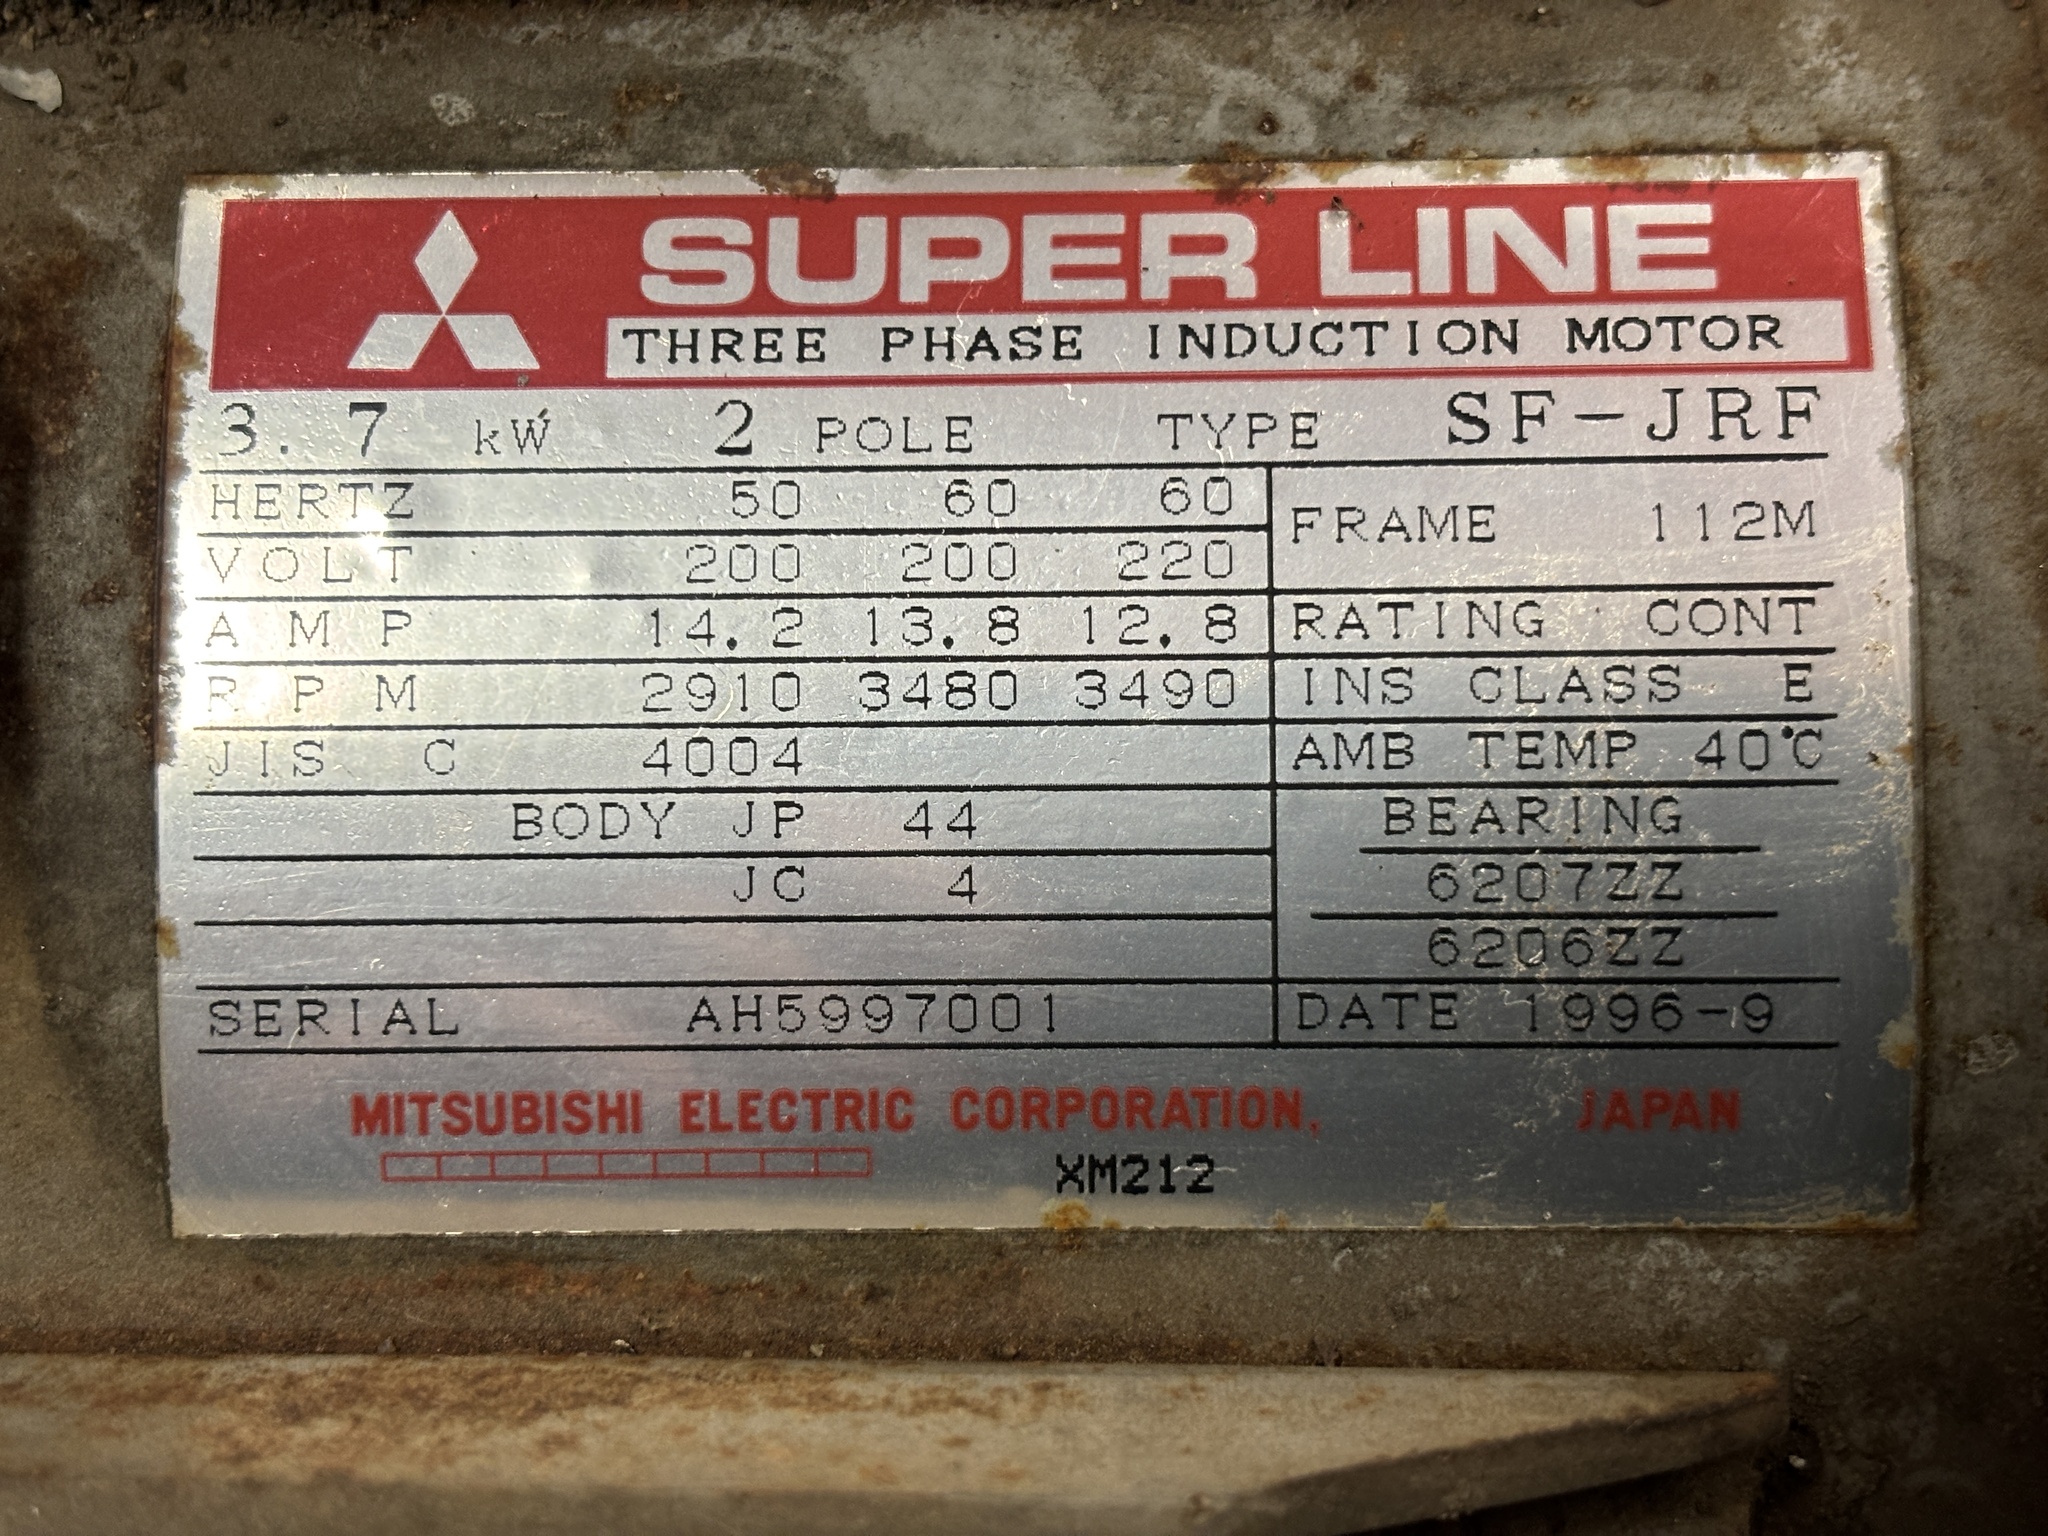 SUPER LINE
THREE PHASE INDUCTION MOTOR
3.7 kW 2 POLE TYPE SF-JRF
HERTZ 50 60 60
FRAME 112M
VOLT 200 200 220
AMP 14.2 13.8 12.8 RATING CONT
RPM 2910 3480 3490 INS CLASS E
JIS C 4004 AMB TEMP 40°C
BODY JP 44 BEARING
JC 4 6207ZZ
6206ZZ
SERIAL AH5997001 DATE 1996-9
MITSUBISHI ELECTRIC CORPORATION, JAPAN
XM212